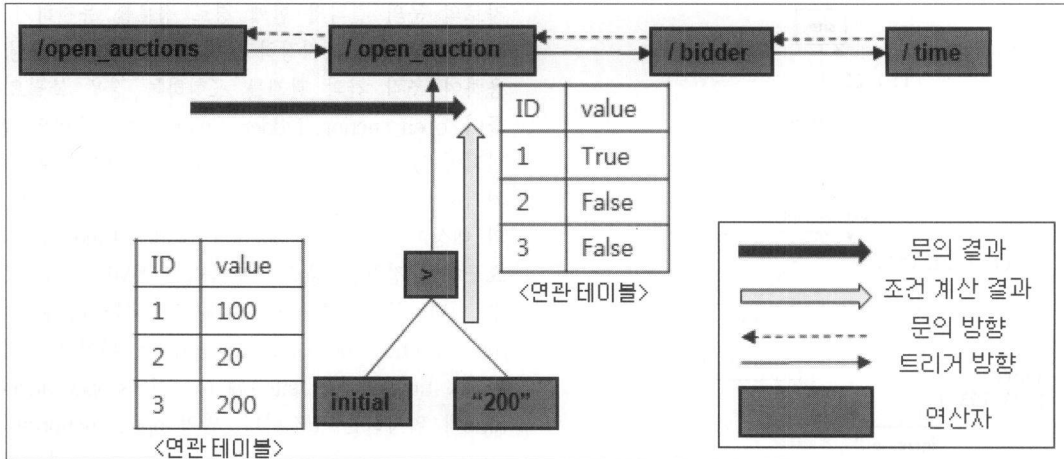 /open_auctions
/ open_auction
/ bidder
/ time
ID value
1 True
2 False
3 False
<연관 테이블>
>
ID value
1 100
2 20
3 200
<연관 테이블>
initial
“200”
문의 결과
조건 계산 결과
문의 방향
트리거 방향
연산자